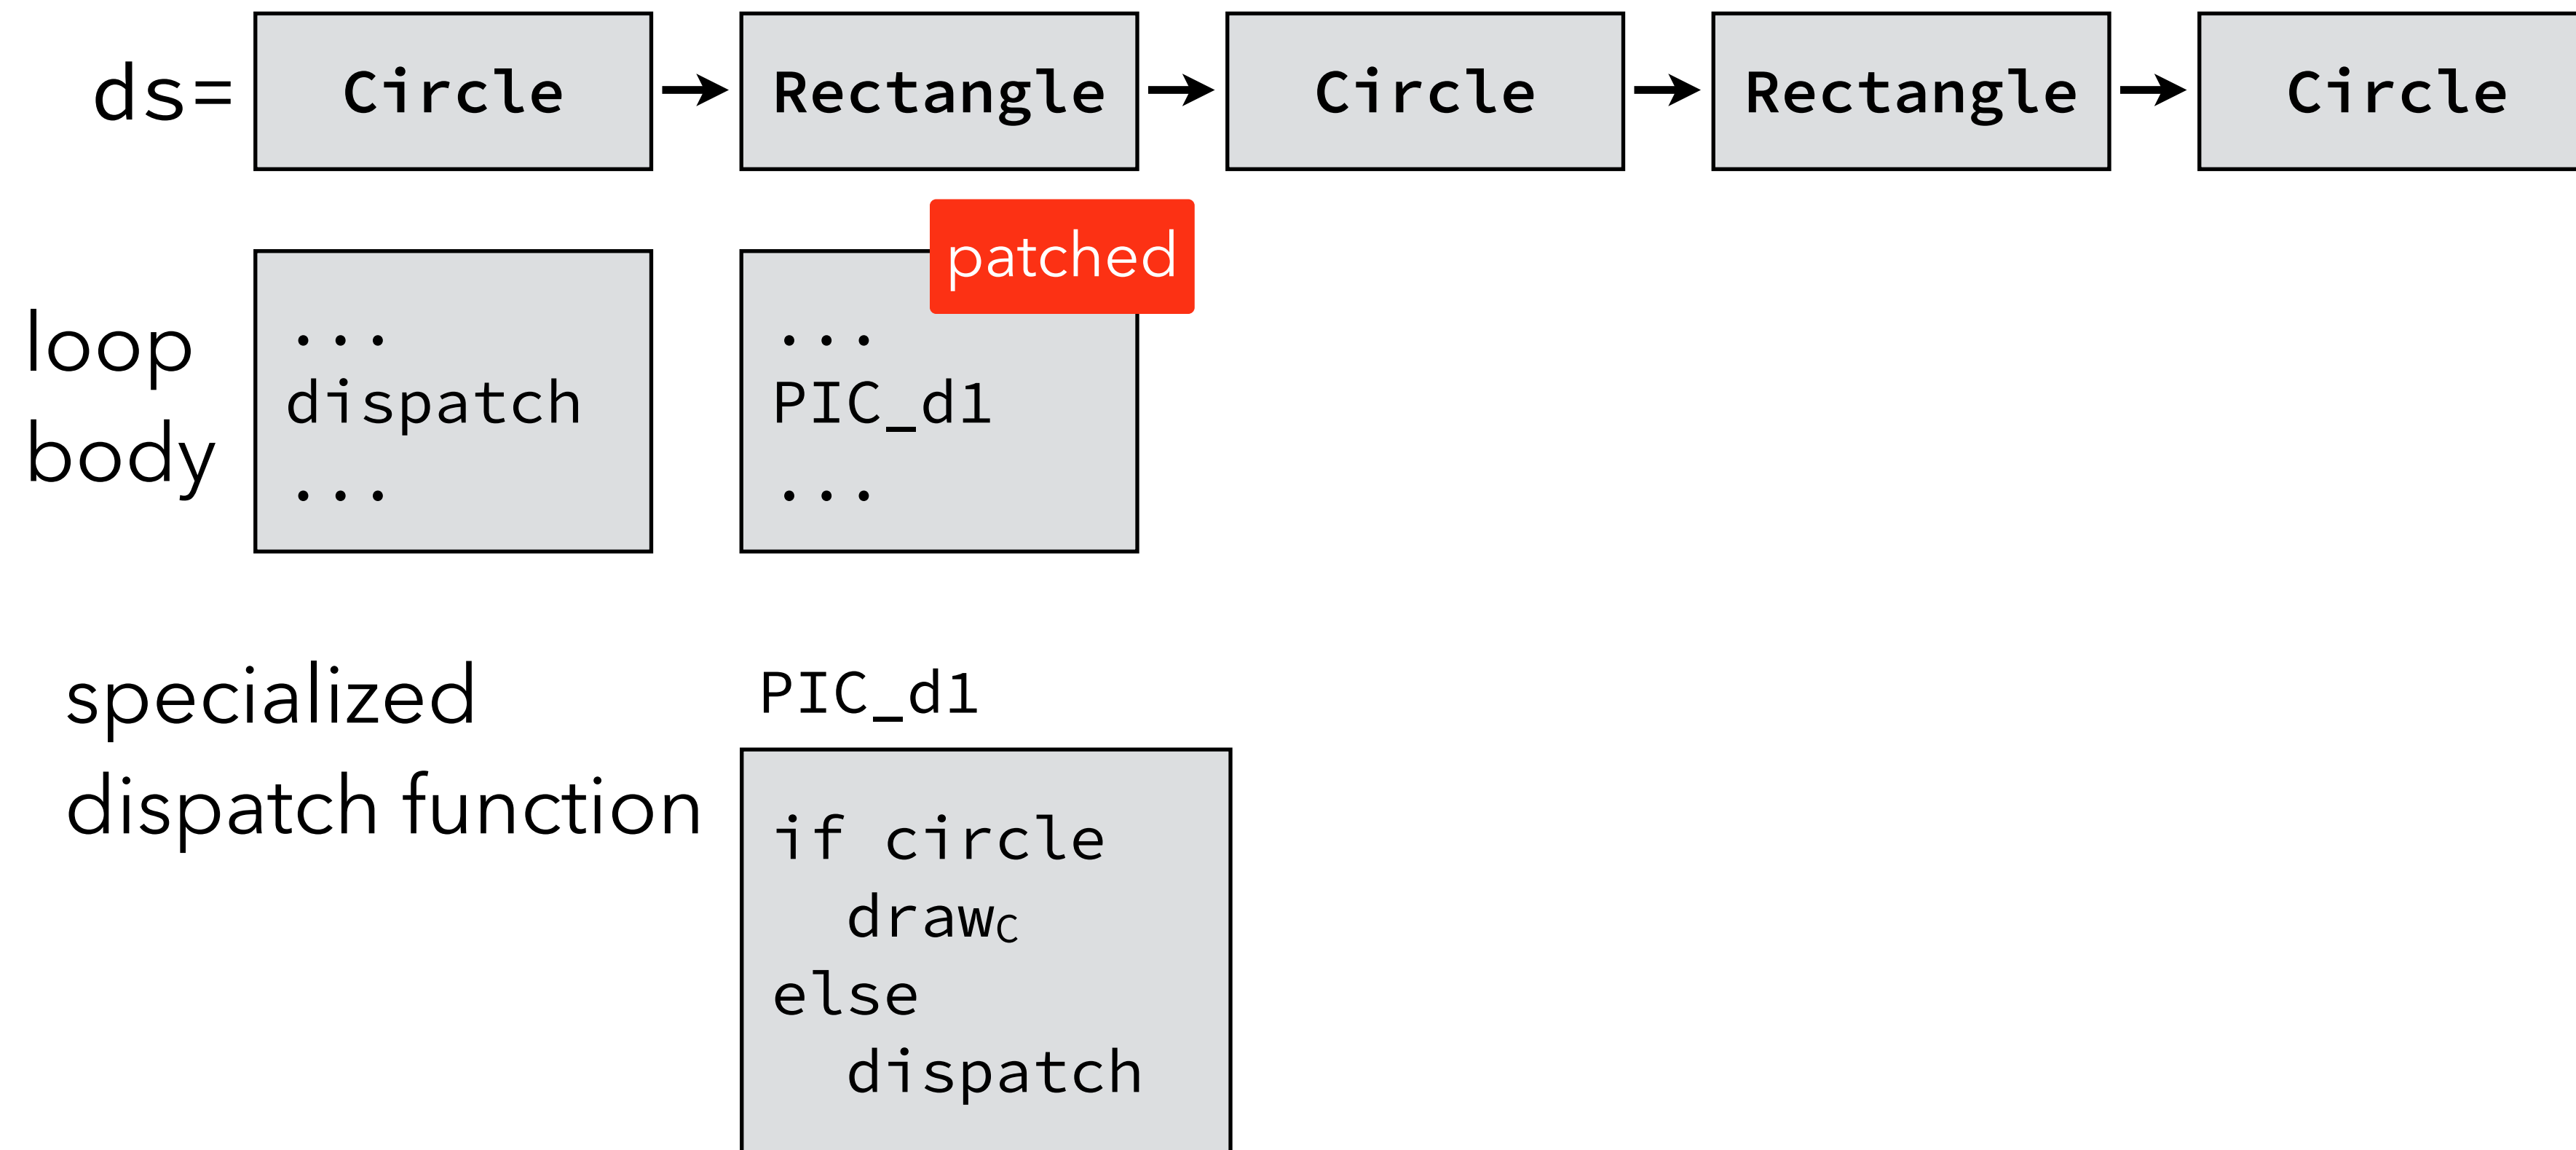 ds= Circle Rectangle Circle Rectangle Circle
patched
loop
body
...
dispatch
...
...
PIC_d1
...
specialized
dispatch function
PIC_d1
if circle
drawC
else
dispatch